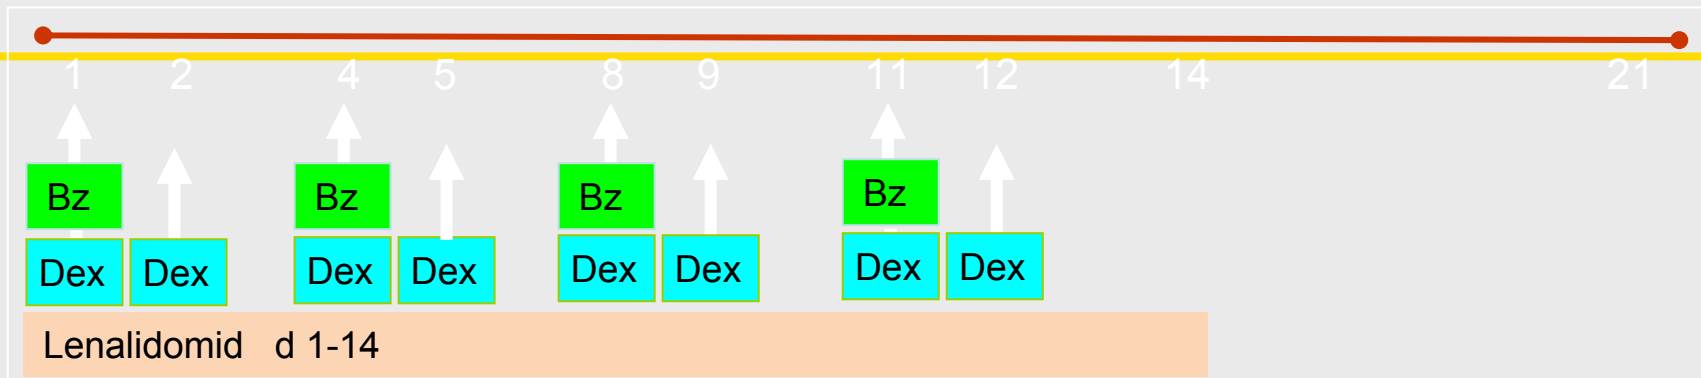 1 2 4 5 8 9 11 12 14 21
Bz Bz Bz Bz
Dex Dex Dex Dex Dex Dex Dex Dex
Lenalidomid d 1-14